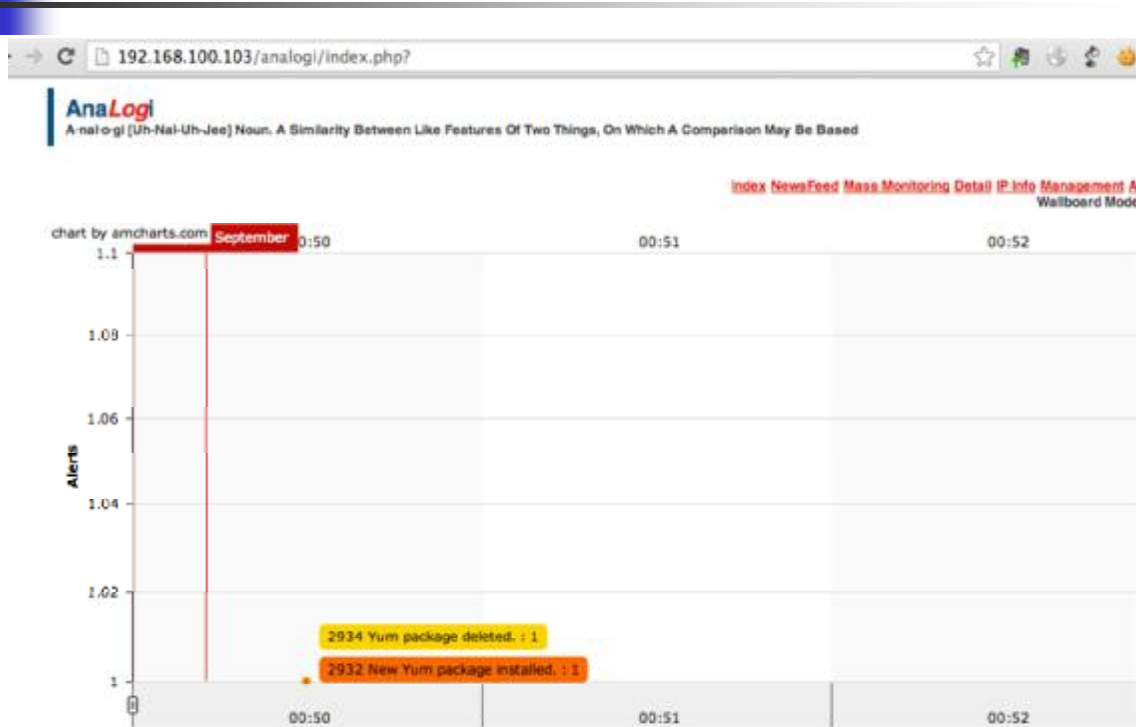 192.168.100.103/analogi/index.php?
AnaLogi
A·nal·o·gi [Uh-Nal-Uh-Jee] Noun. A Similarity Between Like Features Of Two Things, On Which A Comparison May Be Based
Index NewsFeed Mass Monitoring Detail IP Info Management A
Wallboard Mode
chart by amcharts.com
September
0:50
00:51
00:52
1.1
1.08
1.06
Alerts
1.04
1.02
2934 Yum package deleted. : 1
2932 New Yum package installed. : 1
1
00:50
00:51
00:52